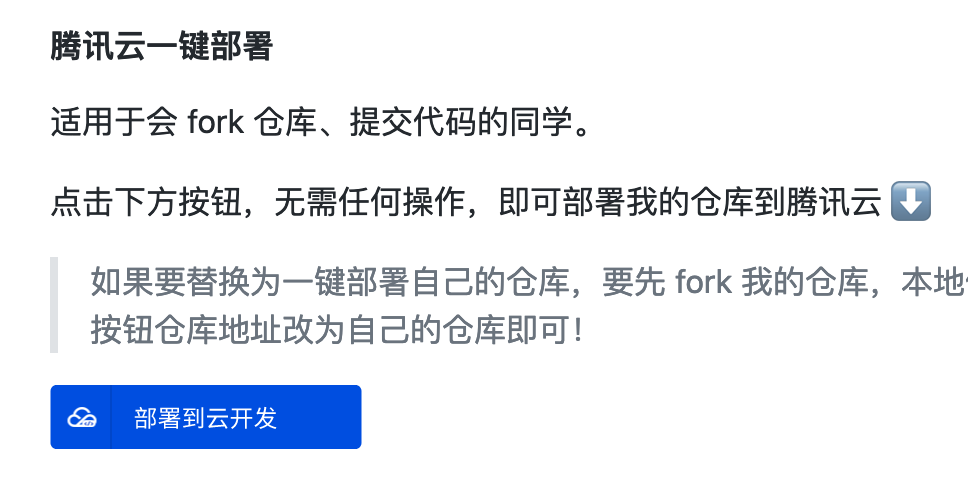 腾讯云一键部署
适用于会 fork 仓库、提交代码的同学。
点击下方按钮，无需任何操作，即可部署我的仓库到腾讯云 ⬇️
如果要替换为一键部署自己的仓库，要先 fork 我的仓库，本地
按钮仓库地址改为自己的仓库即可！
部署到云开发